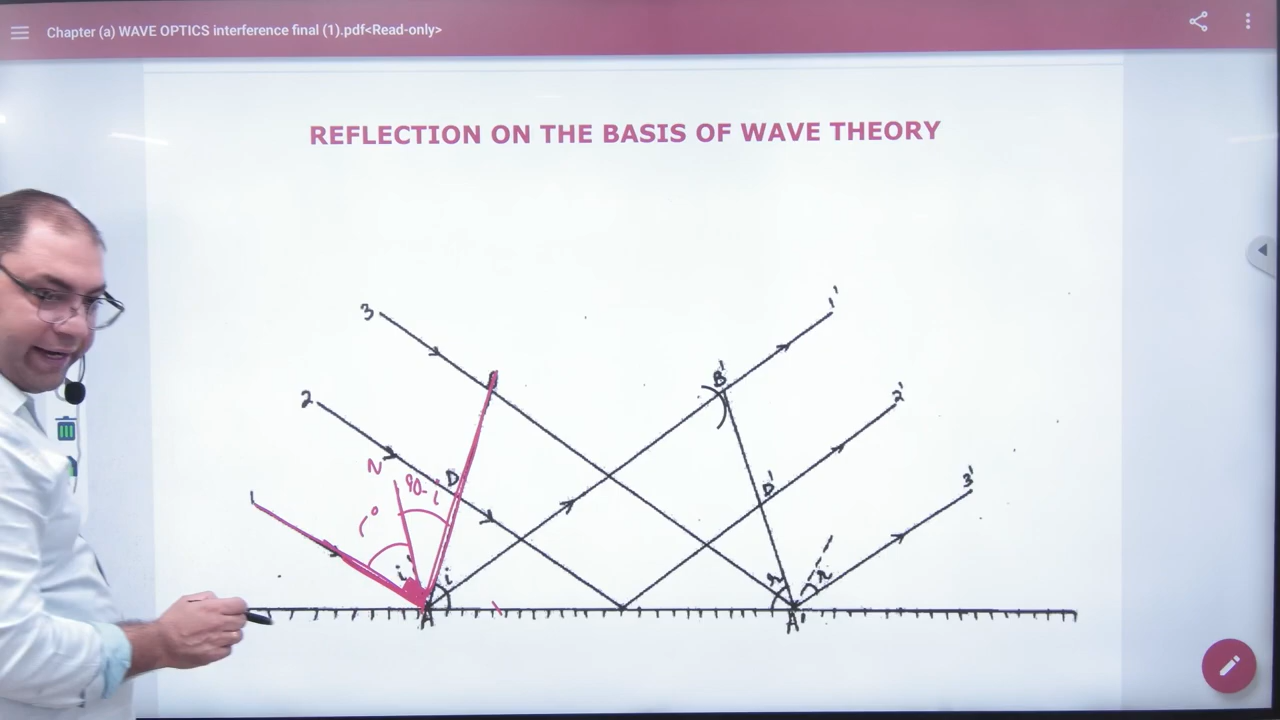 Chapter (a) WAVE OPTICS interference final (1).pdf<Read-only>
REFLECTION ON THE BASIS OF WAVE THEORY
3
1'
B'
2
2'
N
90-i
D
3'
1
i°
D'
i
i
r
r
A
A'